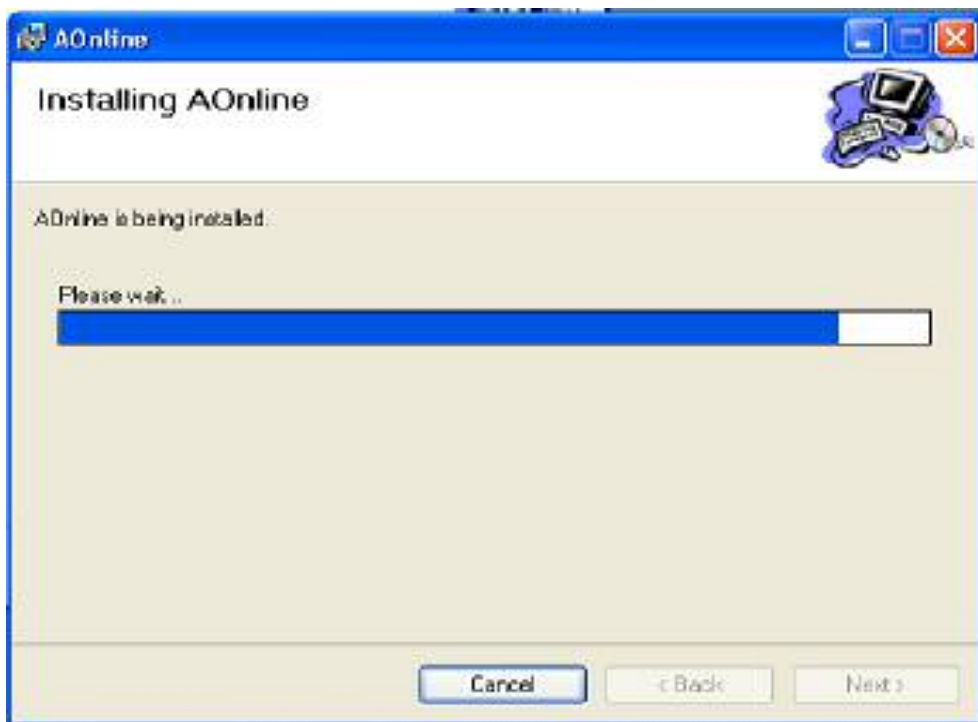 AOnline
Installing AOnline
AOnline is being installed.
Please wait...
Cancel
< Back
Next >